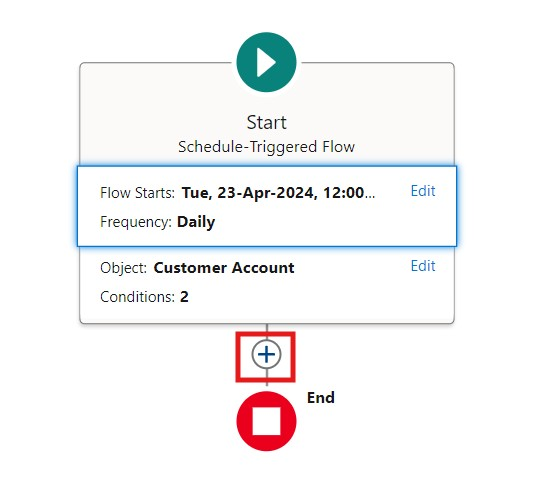 Start
Schedule-Triggered Flow
Flow Starts: Tue, 23-Apr-2024, 12:00... Edit
Frequency: Daily
Object: Customer Account Edit
Conditions: 2
End